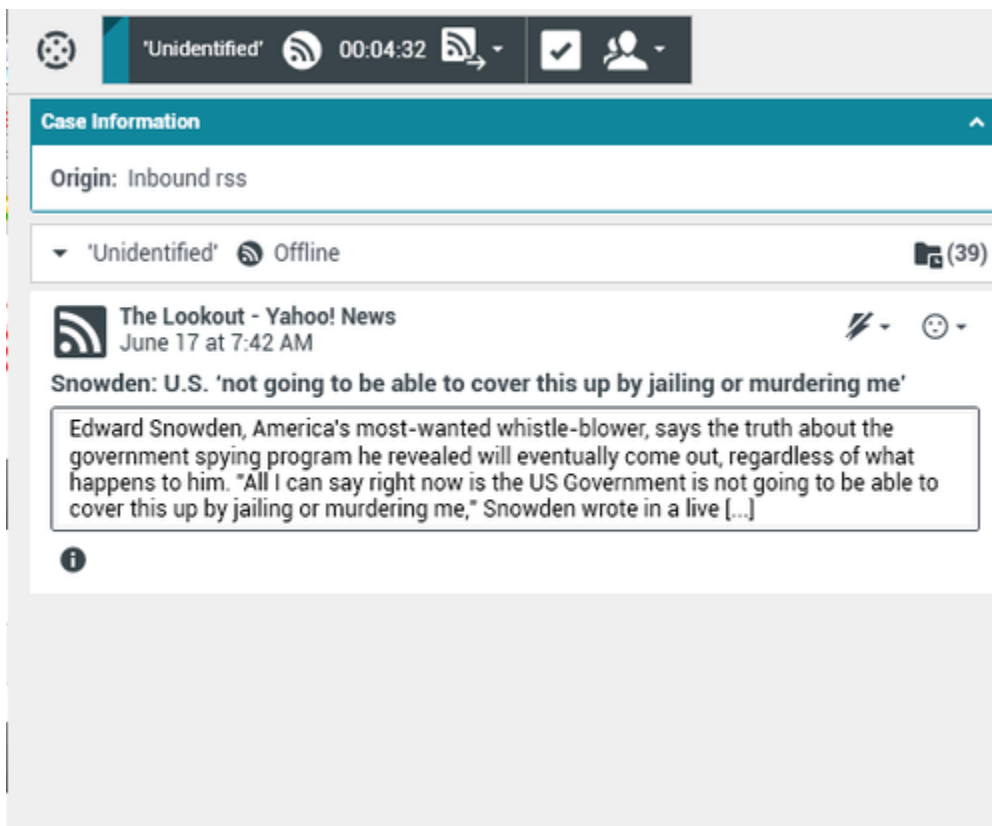 'Unidentified' 00:04:32
Case Information
Origin: Inbound rss
'Unidentified' Offline (39)
The Lookout - Yahoo! News
June 17 at 7:42 AM
Snowden: U.S. ‘not going to be able to cover this up by jailing or murdering me’
Edward Snowden, America's most-wanted whistle-blower, says the truth about the
government spying program he revealed will eventually come out, regardless of what
happens to him. "All I can say right now is the US Government is not going to be able to
cover this up by jailing or murdering me," Snowden wrote in a live [...]